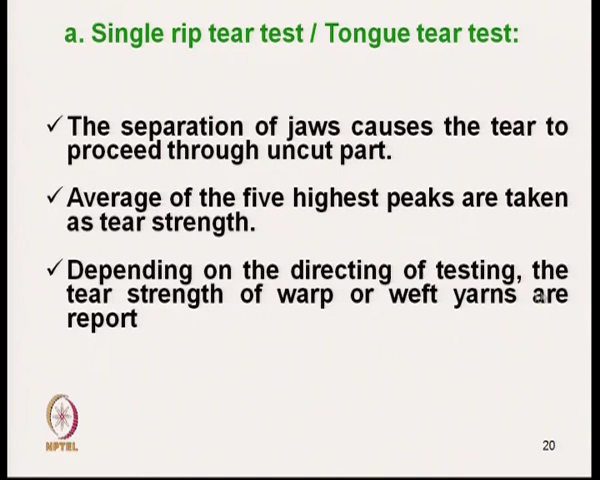 a. Single rip tear test / Tongue tear test:
✓ The separation of jaws causes the tear to
proceed through uncut part.
✓ Average of the five highest peaks are taken
as tear strength.
✓ Depending on the directing of testing, the
tear strength of warp or weft yarns are
report
NPTEL
20